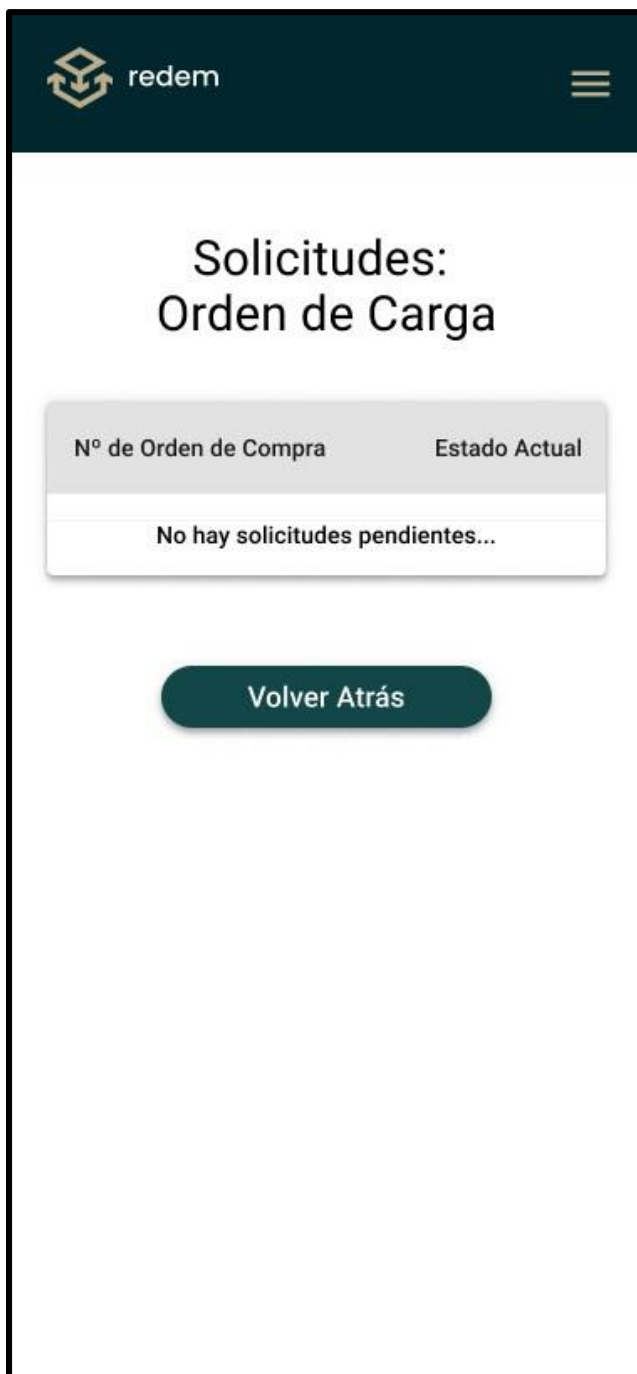 redem
Solicitudes:
Orden de Carga
Nº de Orden de Compra Estado Actual
No hay solicitudes pendientes...
Volver Atrás